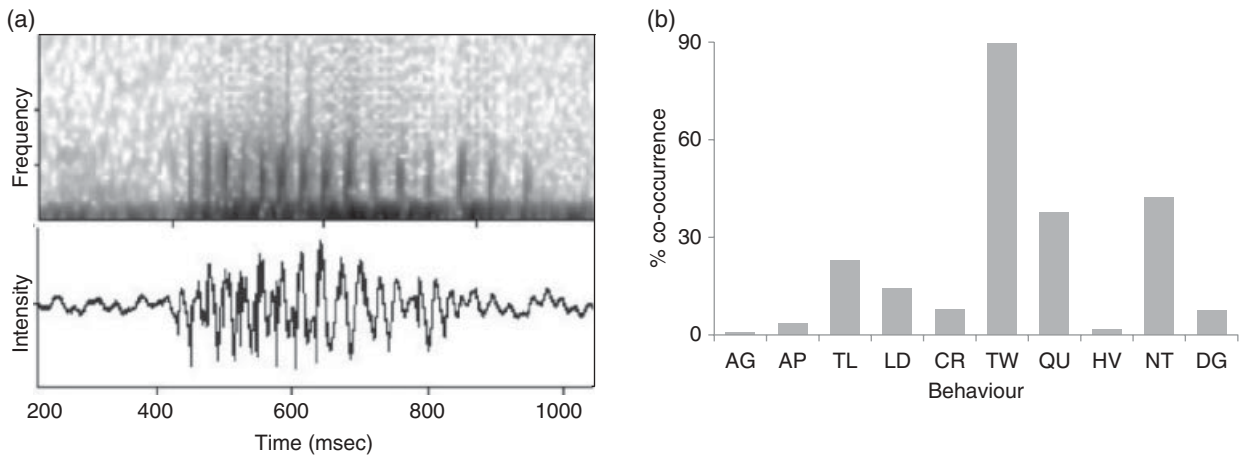 (a)
Frequency
Intensity
200 400 600 800 1000
Time (msec)
(b)
90
60
30
0
% co-occurrence
AG AP TL LD CR TW QU HV NT DG
Behaviour